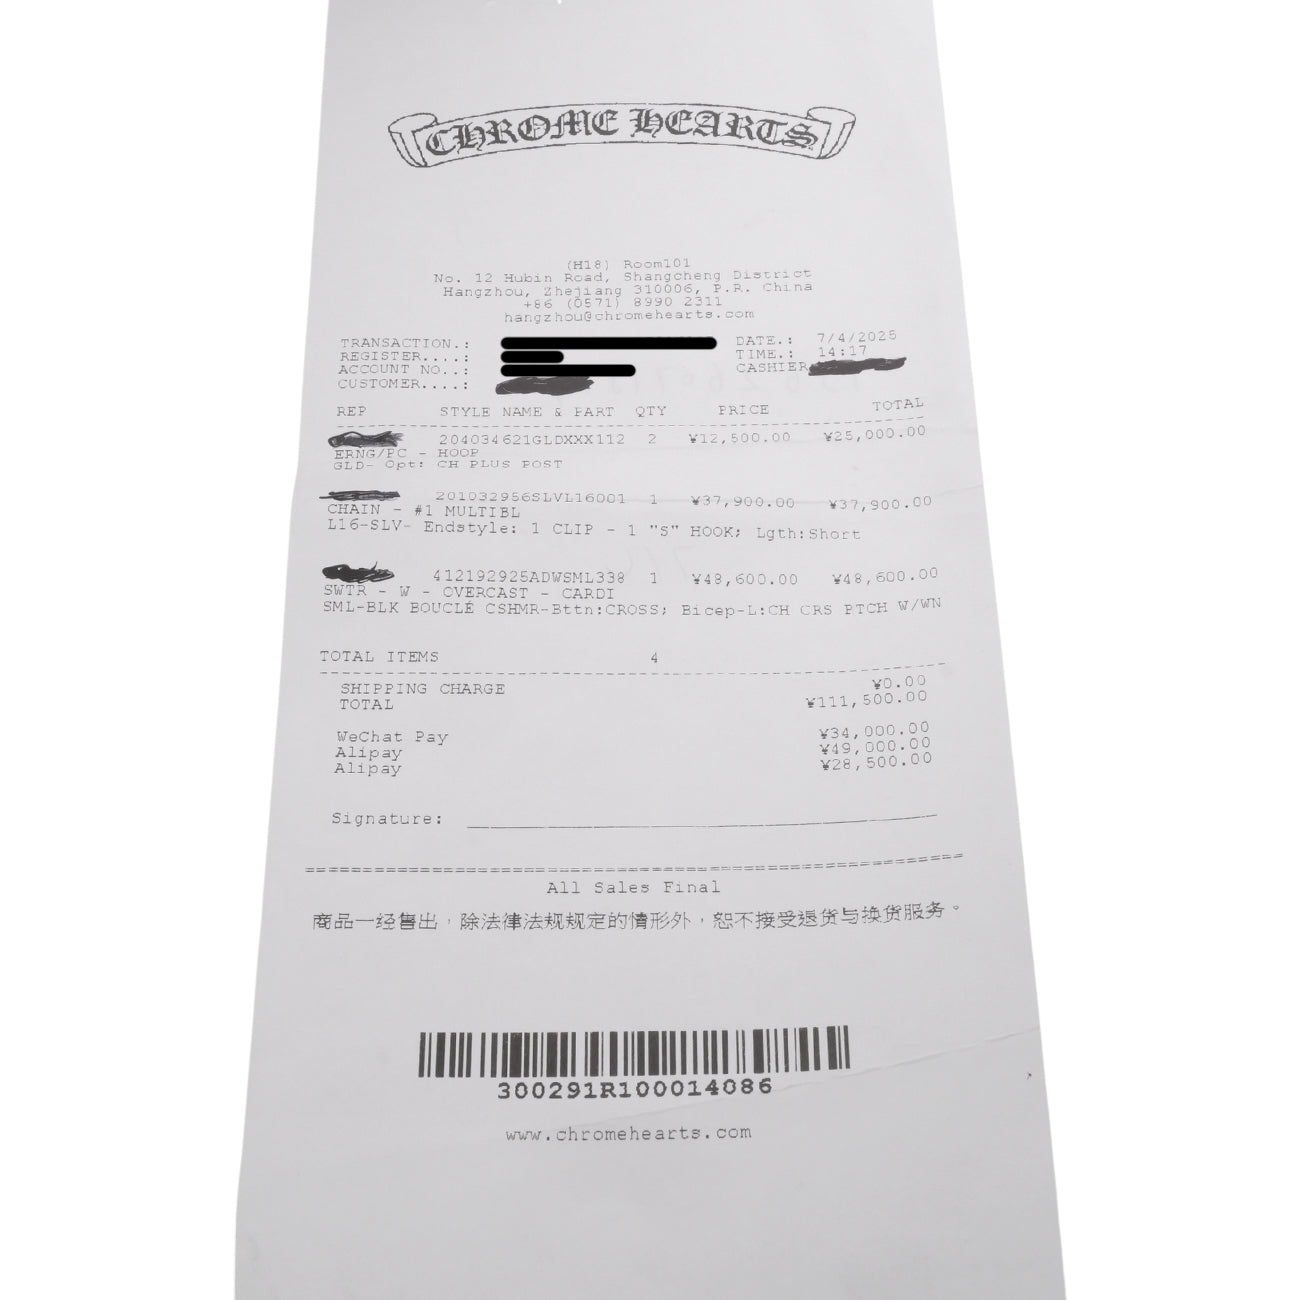 CHROME HEARTS
(H18) Room101
No. 12 Hubin Road, Shangcheng District
Hangzhou, Zhejiang 310006, P.R. China
+86 (0571) 8990 2311
hangzhou@chromehearts.com
TRANSACTION.: DATE.: 7/4/2025
REGISTER....: TIME.: 14:17
ACCOUNT NO..: CASHIER
CUSTOMER....:
REP STYLE NAME & PART QTY PRICE TOTAL
204034621GLDXXX112 2 ¥12,500.00 ¥25,000.00
ERNG/PC - HOOP
GLD- Opt: CH PLUS POST
201032956SLVL16001 1 ¥37,900.00 ¥37,900.00
CHAIN - #1 MULTIBL
L16-SLV- Endstyle: 1 CLIP - 1 "S" HOOK; Lgth:Short
412192925ADWSML338 1 ¥48,600.00 ¥48,600.00
SWTR - W - OVERCAST - CARDI
SML-BLK BOUCLÉ CSHMR-Bttn:CROSS; Bicep-L:CH CRS PTCH W/WN
TOTAL ITEMS 4
SHIPPING CHARGE ¥0.00
TOTAL ¥111,500.00
WeChat Pay ¥34,000.00
Alipay ¥49,000.00
Alipay ¥28,500.00
Signature:
All Sales Final
商品一经售出，除法律法规规定的情形外，恕不接受退货与换货服务。
300291R100014086
www.chromehearts.com